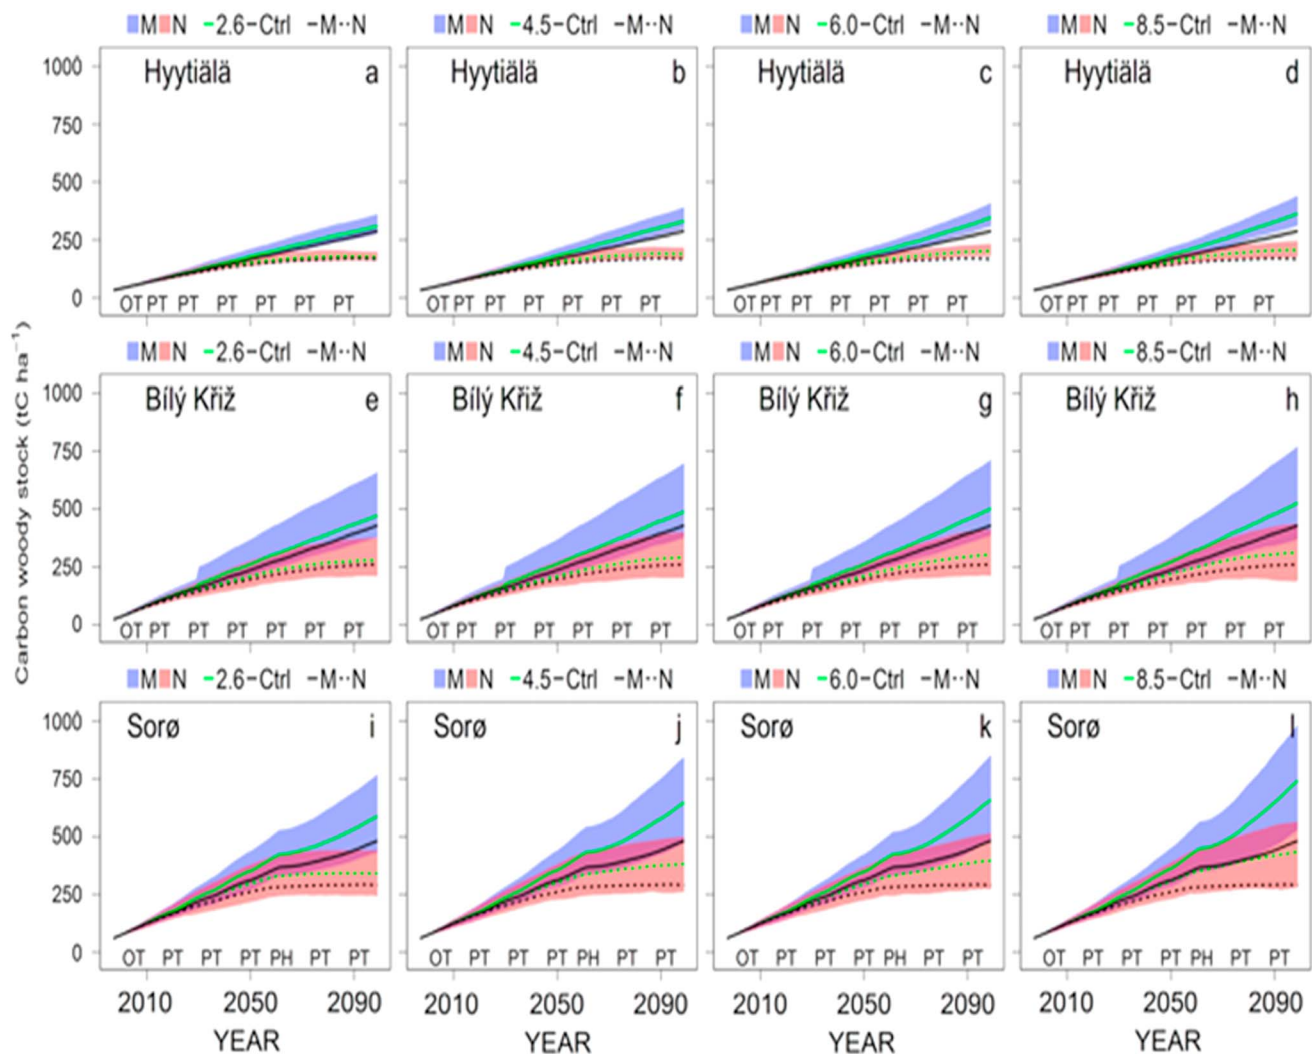 M N 2.6 Ctrl M N M N 4.5 Ctrl M N M N 6.0 Ctrl M N M N 8.5 Ctrl M N
1000 Hyytiälä a Hyytiälä b Hyytiälä c Hyytiälä d
750
500
250
0
OT PT PT PT PT PT PT OT PT PT PT PT PT PT OT PT PT PT PT PT PT OT PT PT PT PT PT PT
M N 2.6 Ctrl M N M N 4.5 Ctrl M N M N 6.0 Ctrl M N M N 8.5 Ctrl M N
1000 Bílý Křiž e Bílý Křiž f Bílý Křiž g Bílý Křiž h
750
500
250
0 OT PT PT PT PT PT PT OT PT PT PT PT PT PT OT PT PT PT PT PT PT OT PT PT PT PT PT PT
Carbon woody stock (tC ha⁻¹)
M N 2.6 Ctrl M N M N 4.5 Ctrl M N M N 6.0 Ctrl M N M N 8.5 Ctrl M N
1000 Sorø i Sorø j Sorø k Sorø l
750
500
250
0 OT PT PT PT PH PT PT OT PT PT PT PH PT PT OT PT PT PT PH PT PT OT PT PT PT PH PT PT
2010 2050 2090 2010 2050 2090 2010 2050 2090 2010 2050 2090
YEAR YEAR YEAR YEAR